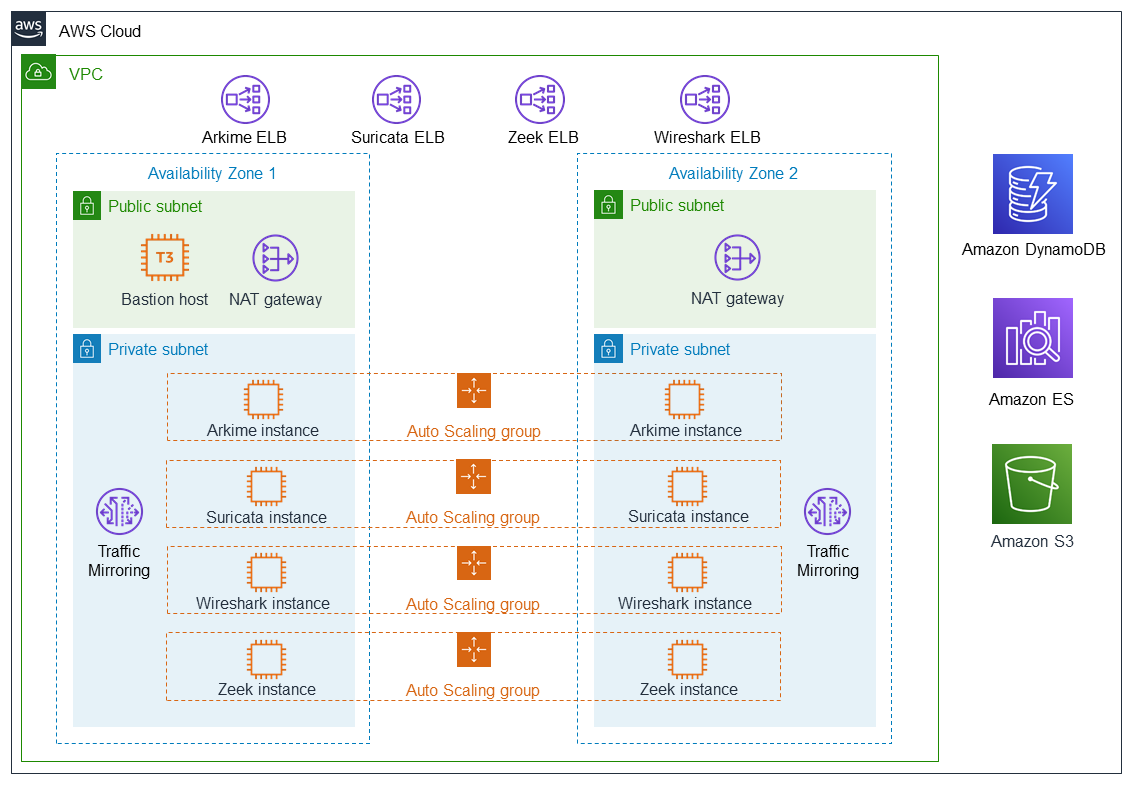 aws
AWS Cloud
VPC
Arkime ELB
Suricata ELB
Zeek ELB
Wireshark ELB
Availability Zone 1
Availability Zone 2
Public subnet
Public subnet
T3
Bastion host
NAT gateway
NAT gateway
Private subnet
Private subnet
Arkime instance
Auto Scaling group
Arkime instance
Suricata instance
Auto Scaling group
Suricata instance
Traffic
Mirroring
Traffic
Mirroring
Wireshark instance
Auto Scaling group
Wireshark instance
Zeek instance
Auto Scaling group
Zeek instance
Amazon DynamoDB
Amazon ES
Amazon S3